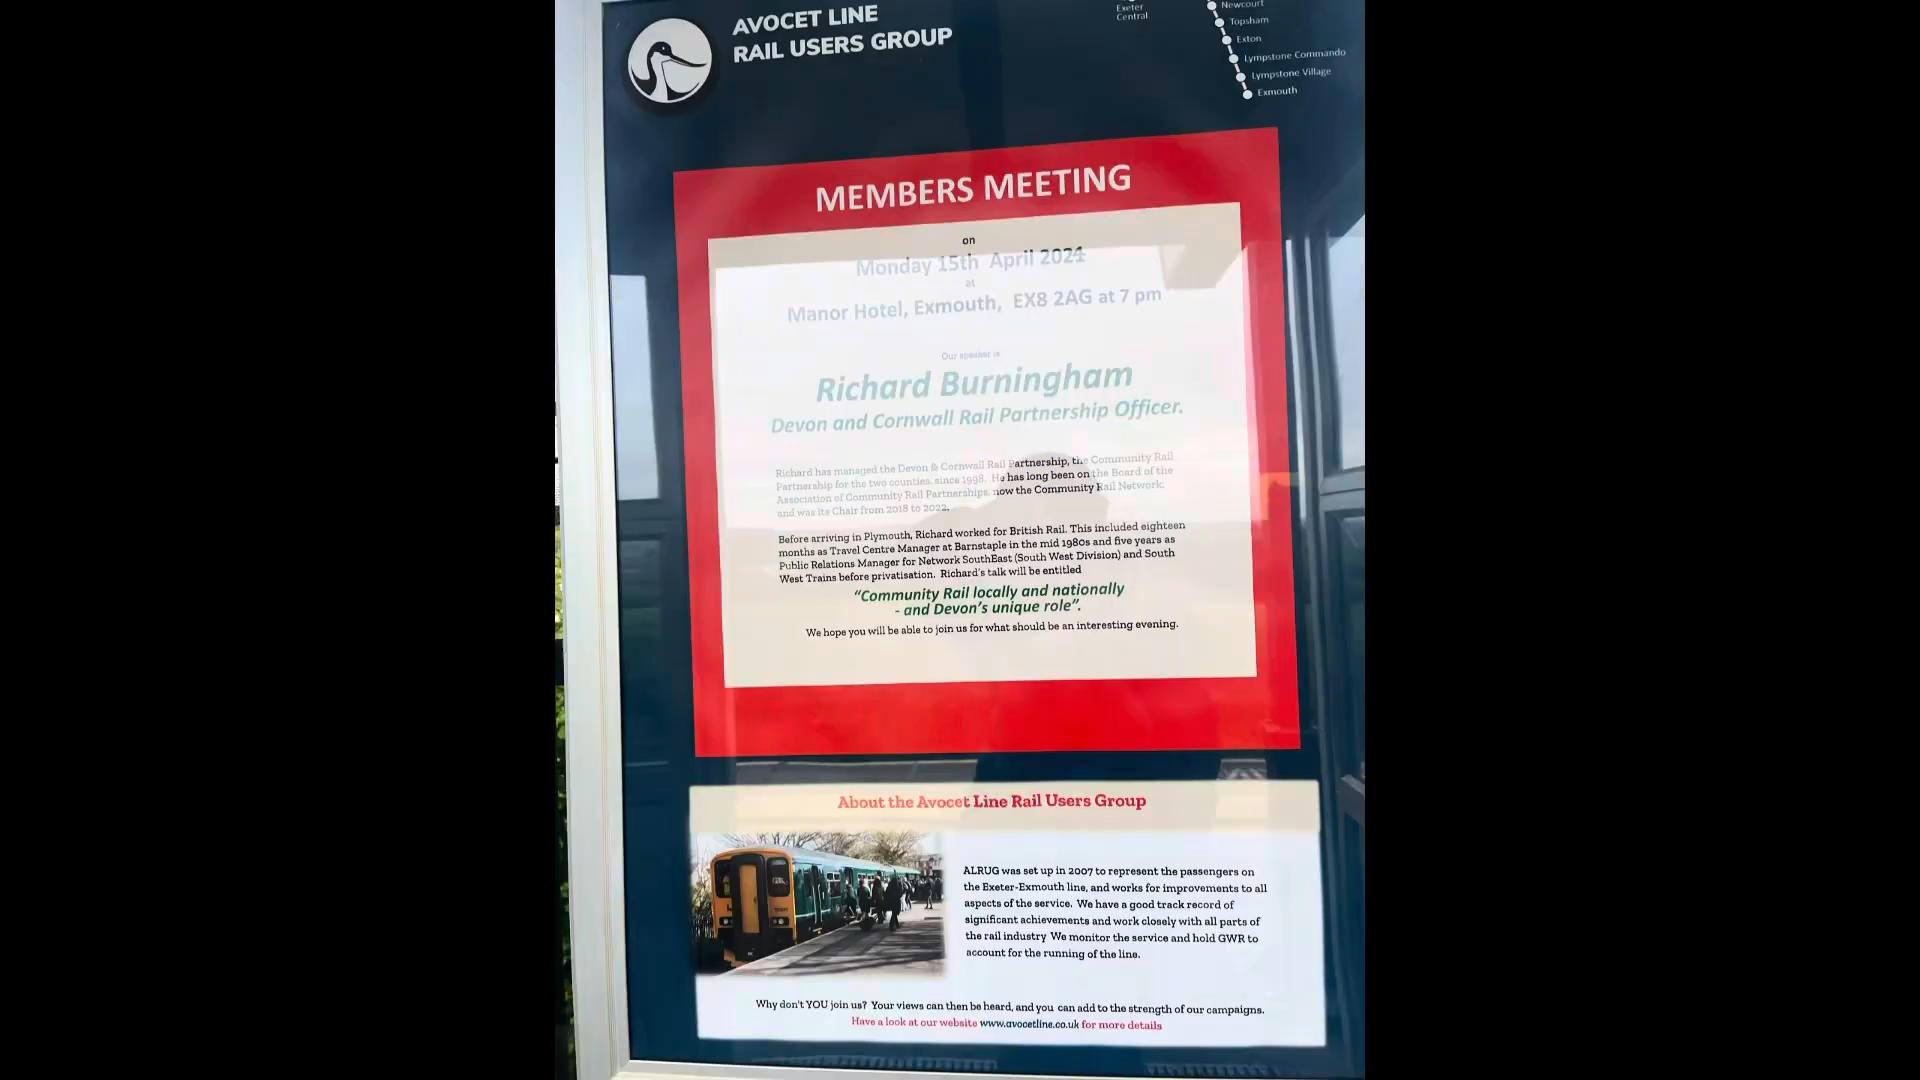 AVOCET LINE
RAIL USERS GROUP
Exeter
Central
Newcourt
Topsham
Exton
Lympstone Commando
Lympstone Village
Exmouth
MEMBERS MEETING
on
Monday 15th April 2024
at
Manor Hotel, Exmouth, EX8 2AG at 7 pm
Our speaker is
Richard Burningham
Devon and Cornwall Rail Partnership Officer.
Richard has managed the Devon & Cornwall Rail Partnership, the Community Rail
Partnership for the two counties, since 1998. He has long been on the Board of the
Association of Community Rail Partnerships, now the Community Rail Network,
and was its Chair from 2018 to 2022.
Before arriving in Plymouth, Richard worked for British Rail. This included eighteen
months as Travel Centre Manager at Barnstaple in the mid 1980s and five years as
Public Relations Manager for Network SouthEast (South West Division) and South
West Trains before privatisation. Richard's talk will be entitled
"Community Rail locally and nationally
- and Devon's unique role".
We hope you will be able to join us for what should be an interesting evening.
About the Avocet Line Rail Users Group
ALRUG was set up in 2007 to represent the passengers on
the Exeter-Exmouth line, and works for improvements to all
aspects of the service. We have a good track record of
significant achievements and work closely with all parts of
the rail industry We monitor the service and hold GWR to
account for the running of the line.
Why don't YOU join us? Your views can then be heard, and you can add to the strength of our campaigns.
Have a look at our website www.avocetline.co.uk for more details